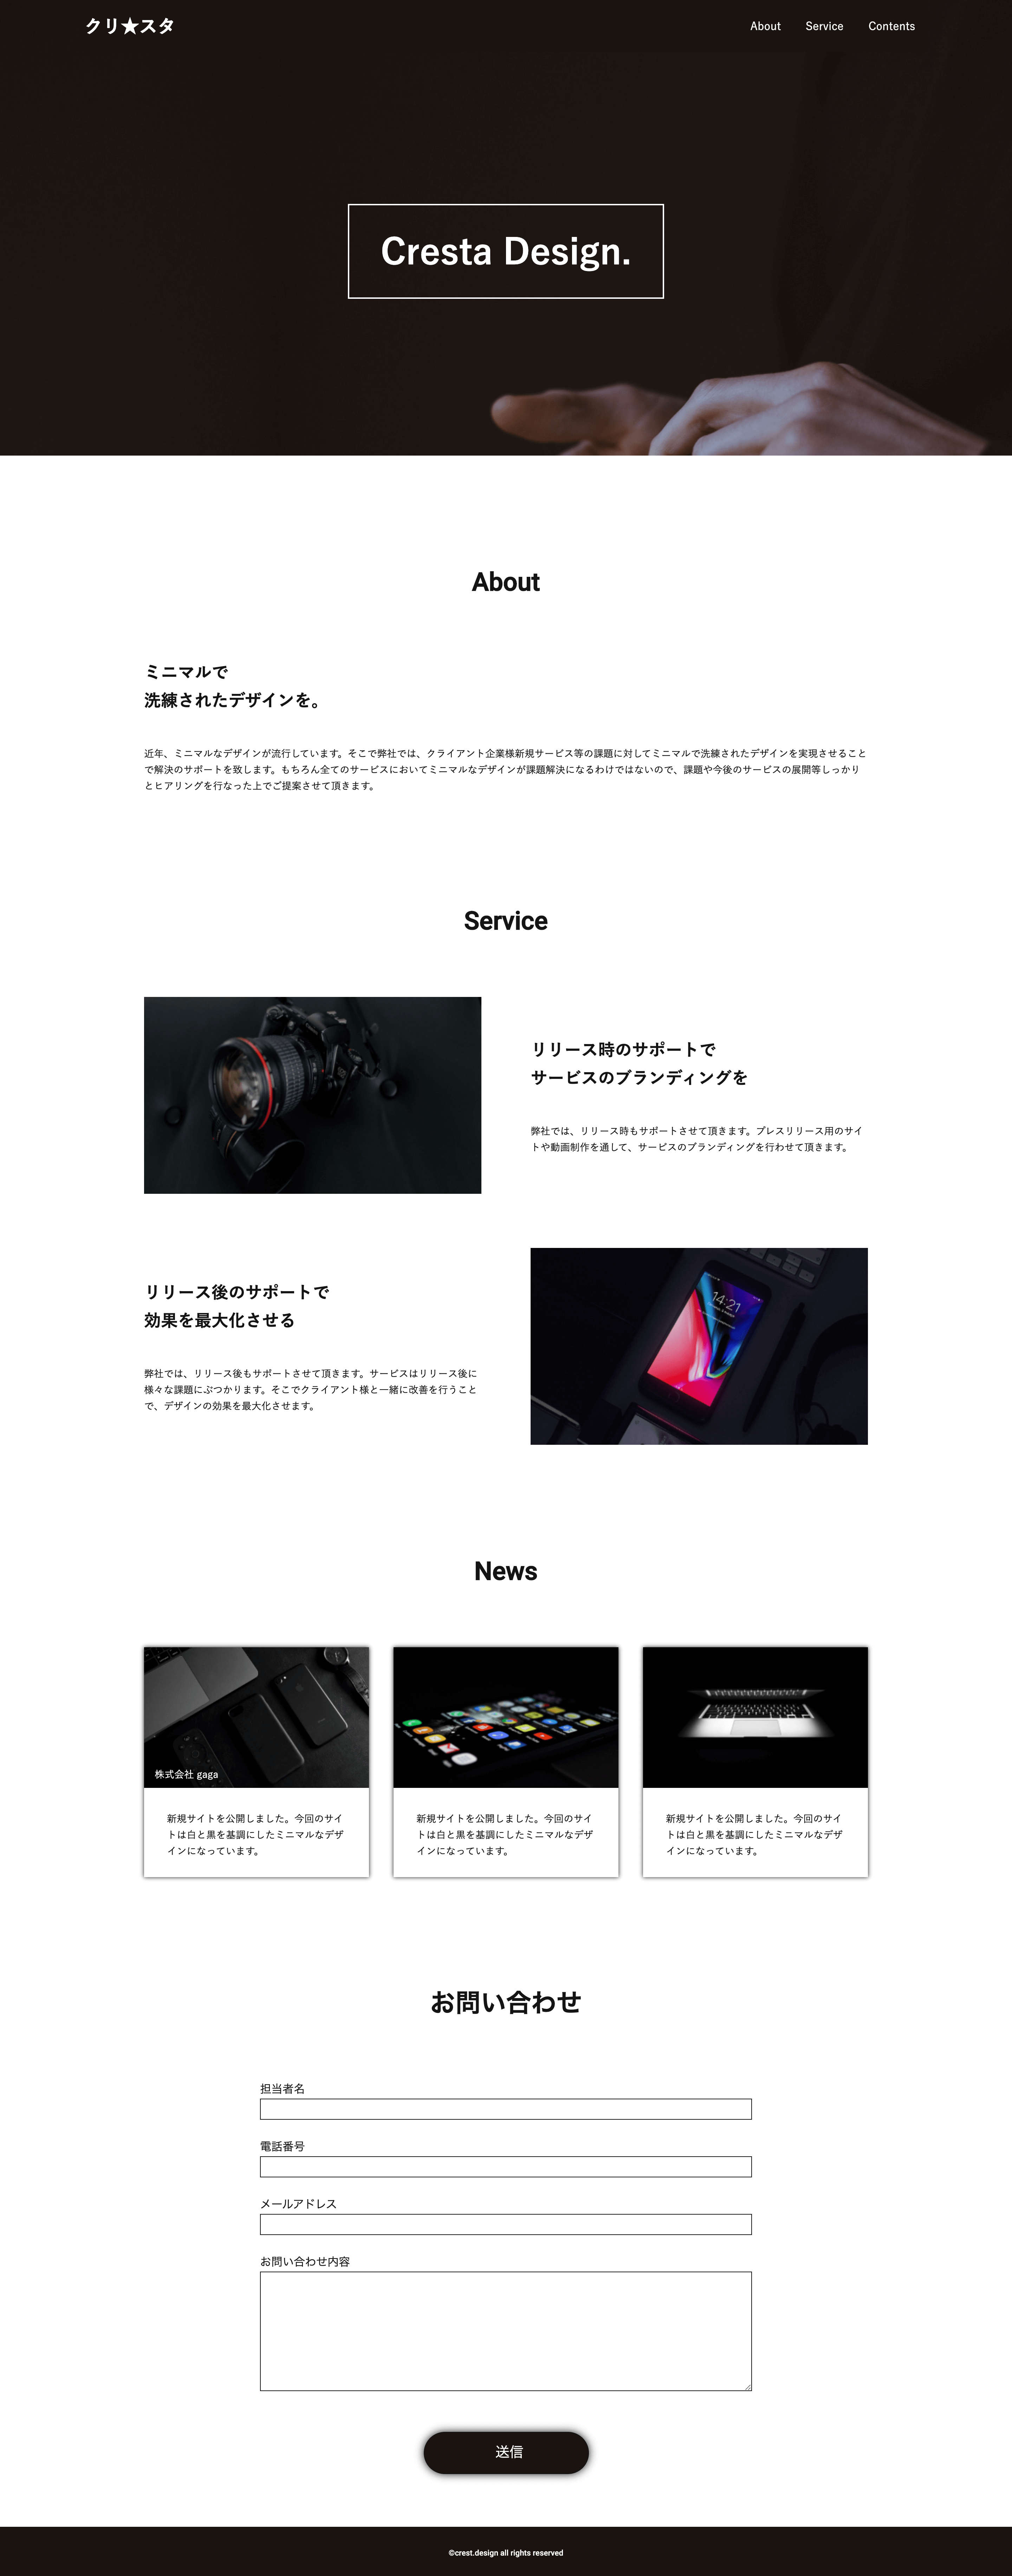 クリ★スタ
About
Service
Contents
Cresta Design.
About
ミニマルで
洗練されたデザインを。
近年、ミニマルなデザインが流行しています。そこで弊社では、クライアント企業様新規サービス等の課題に対してミニマルで洗練されたデザインを実現させること
で解決のサポートを致します。もちろん全てのサービスにおいてミニマルなデザインが課題解決になるわけではないので、課題や今後のサービスの展開等しっかり
とヒアリングを行なった上でご提案させて頂きます。
Service
リリース時のサポートで
サービスのブランディングを
弊社では、リリース時もサポートさせて頂きます。プレスリリース用のサイ
トや動画制作を通して、サービスのブランディングを行わせて頂きます。
リリース後のサポートで
効果を最大化させる
弊社では、リリース後もサポートさせて頂きます。サービスはリリース後に
様々な課題にぶつかります。そこでクライアント様と一緒に改善を行うこと
で、デザインの効果を最大化させます。
14:21
News
株式会社 gaga
新規サイトを公開しました。今回のサイ
トは白と黒を基調にしたミニマルなデザ
インになっています。
新規サイトを公開しました。今回のサイ
トは白と黒を基調にしたミニマルなデザ
インになっています。
新規サイトを公開しました。今回のサイ
トは白と黒を基調にしたミニマルなデザ
インになっています。
お問い合わせ
担当者名
電話番号
メールアドレス
お問い合わせ内容
送信
©crest.design all rights reserved